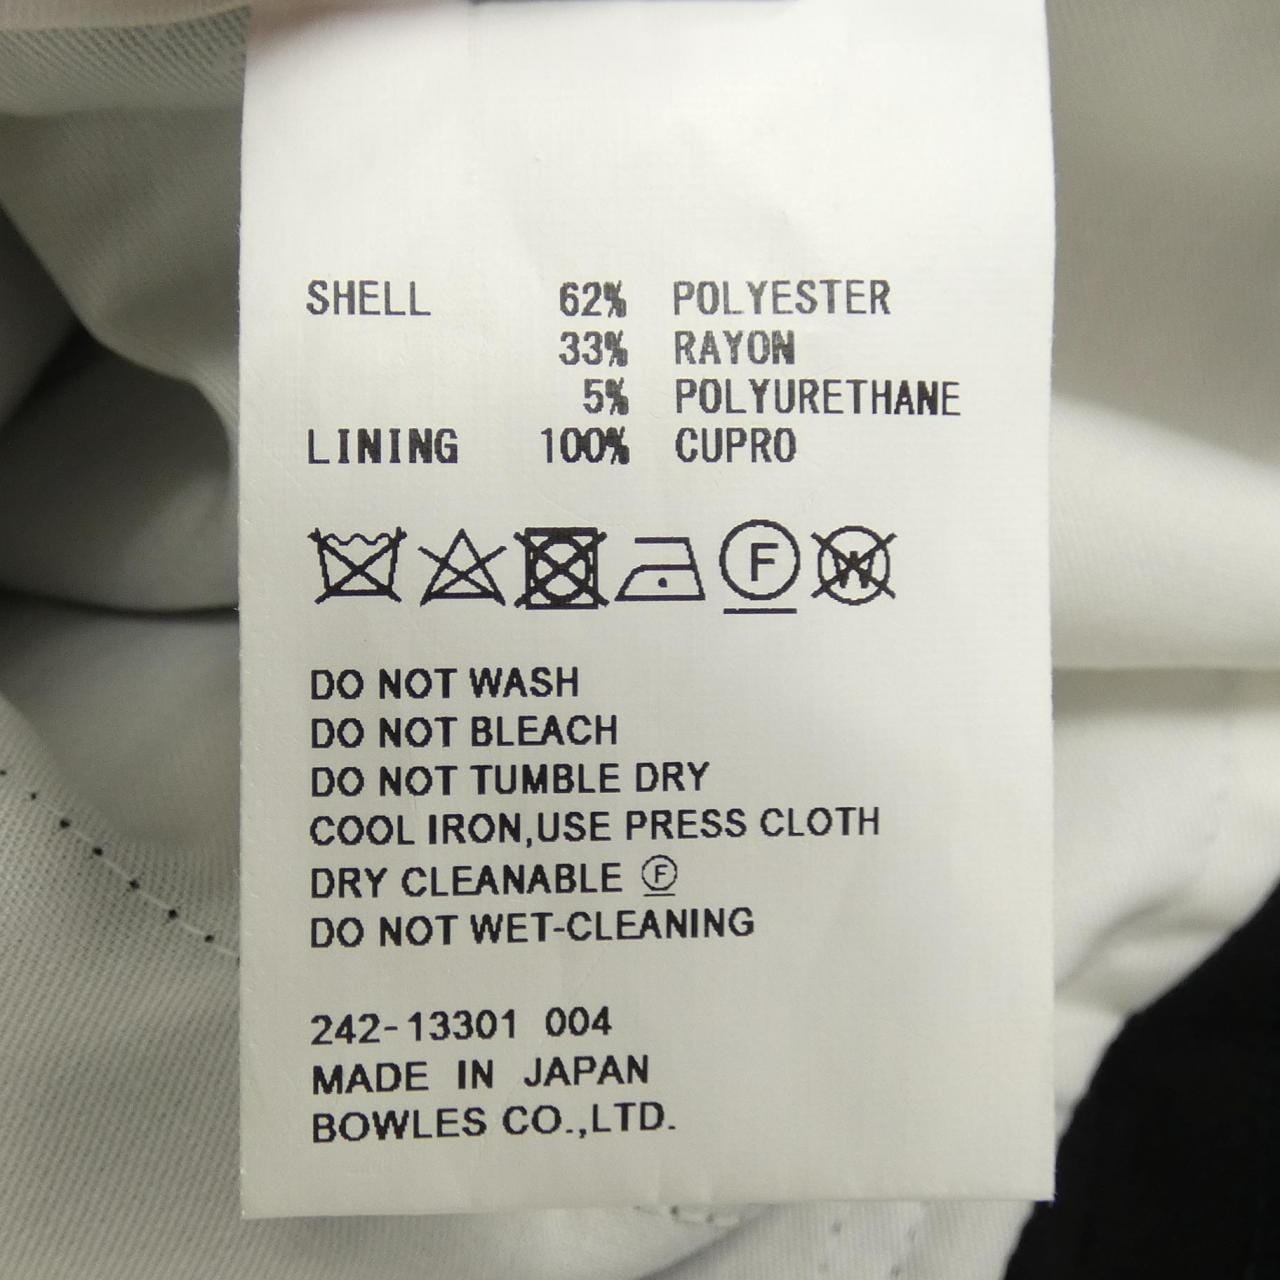 SHELL 62% POLYESTER
33% RAYON
5% POLYURETHANE
LINING 100% CUPRO
F W
DO NOT WASH
DO NOT BLEACH
DO NOT TUMBLE DRY
COOL IRON,USE PRESS CLOTH
DRY CLEANABLE Ⓕ
DO NOT WET-CLEANING
242-13301 004
MADE IN JAPAN
BOWLES CO.,LTD.